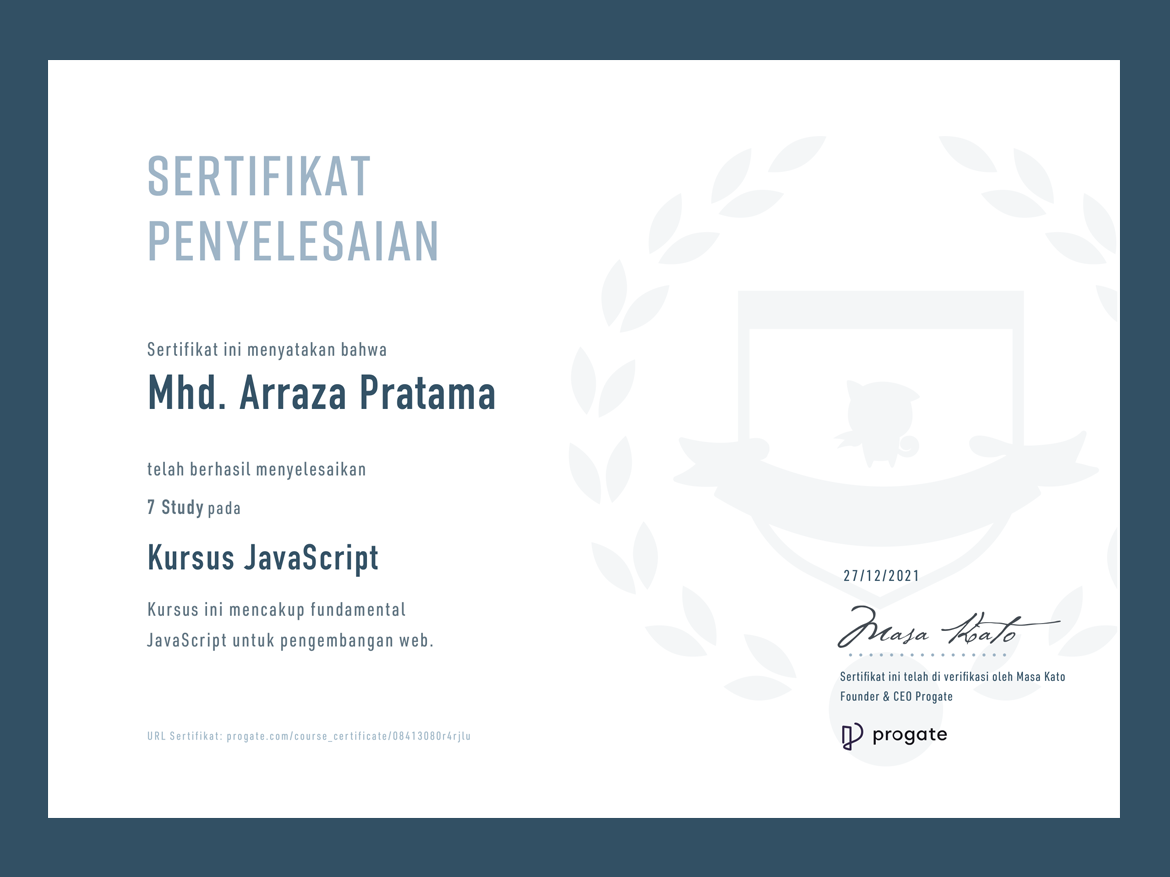 SERTIFIKAT
PENYELESAIAN
Sertifikat ini menyatakan bahwa
Mhd. Arraza Pratama
telah berhasil menyelesaikan
7 Study pada
Kursus JavaScript
Kursus ini mencakup fundamental
JavaScript untuk pengembangan web.
URL Sertifikat: progate.com/course_certificate/08413080r4rjlu
27/12/2021
Masa Kato
Sertifikat ini telah di verifikasi oleh Masa Kato
Founder & CEO Progate
progate